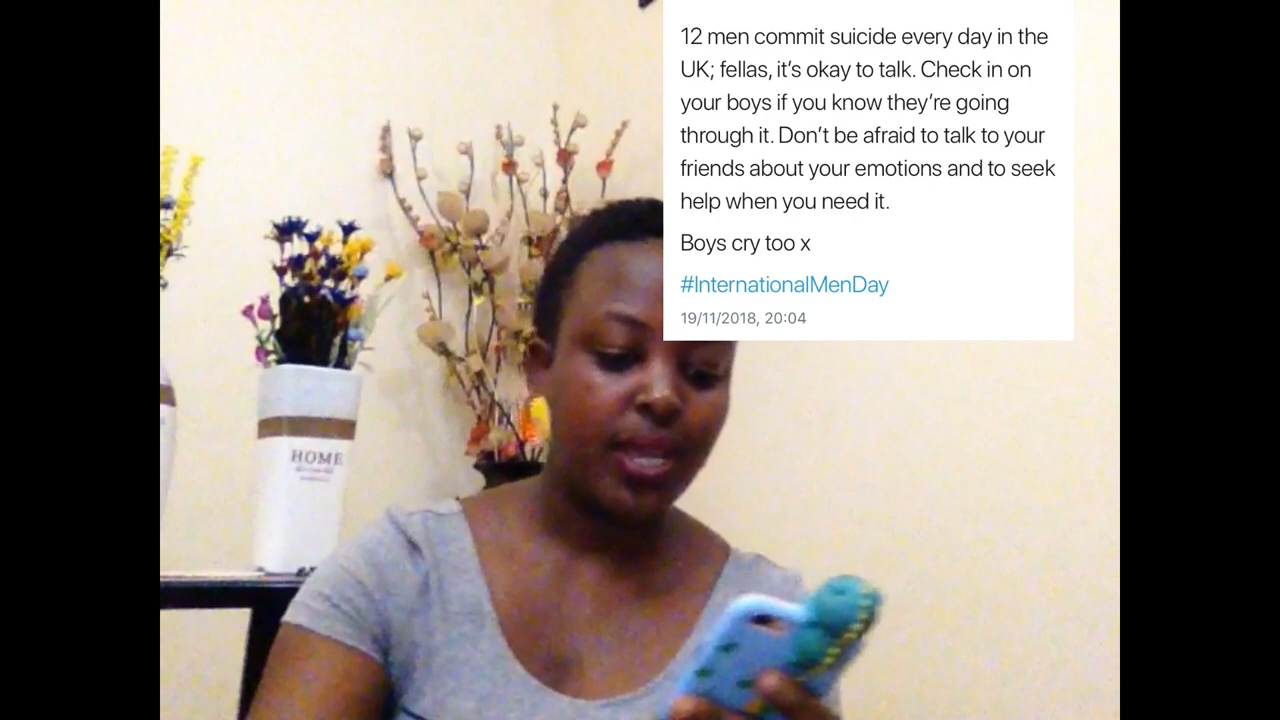 12 men commit suicide every day in the
UK; fellas, it's okay to talk. Check in on
your boys if you know they're going
through it. Don't be afraid to talk to your
friends about your emotions and to seek
help when you need it.
Boys cry too x
#InternationalMenDay
19/11/2018, 20:04
HOME